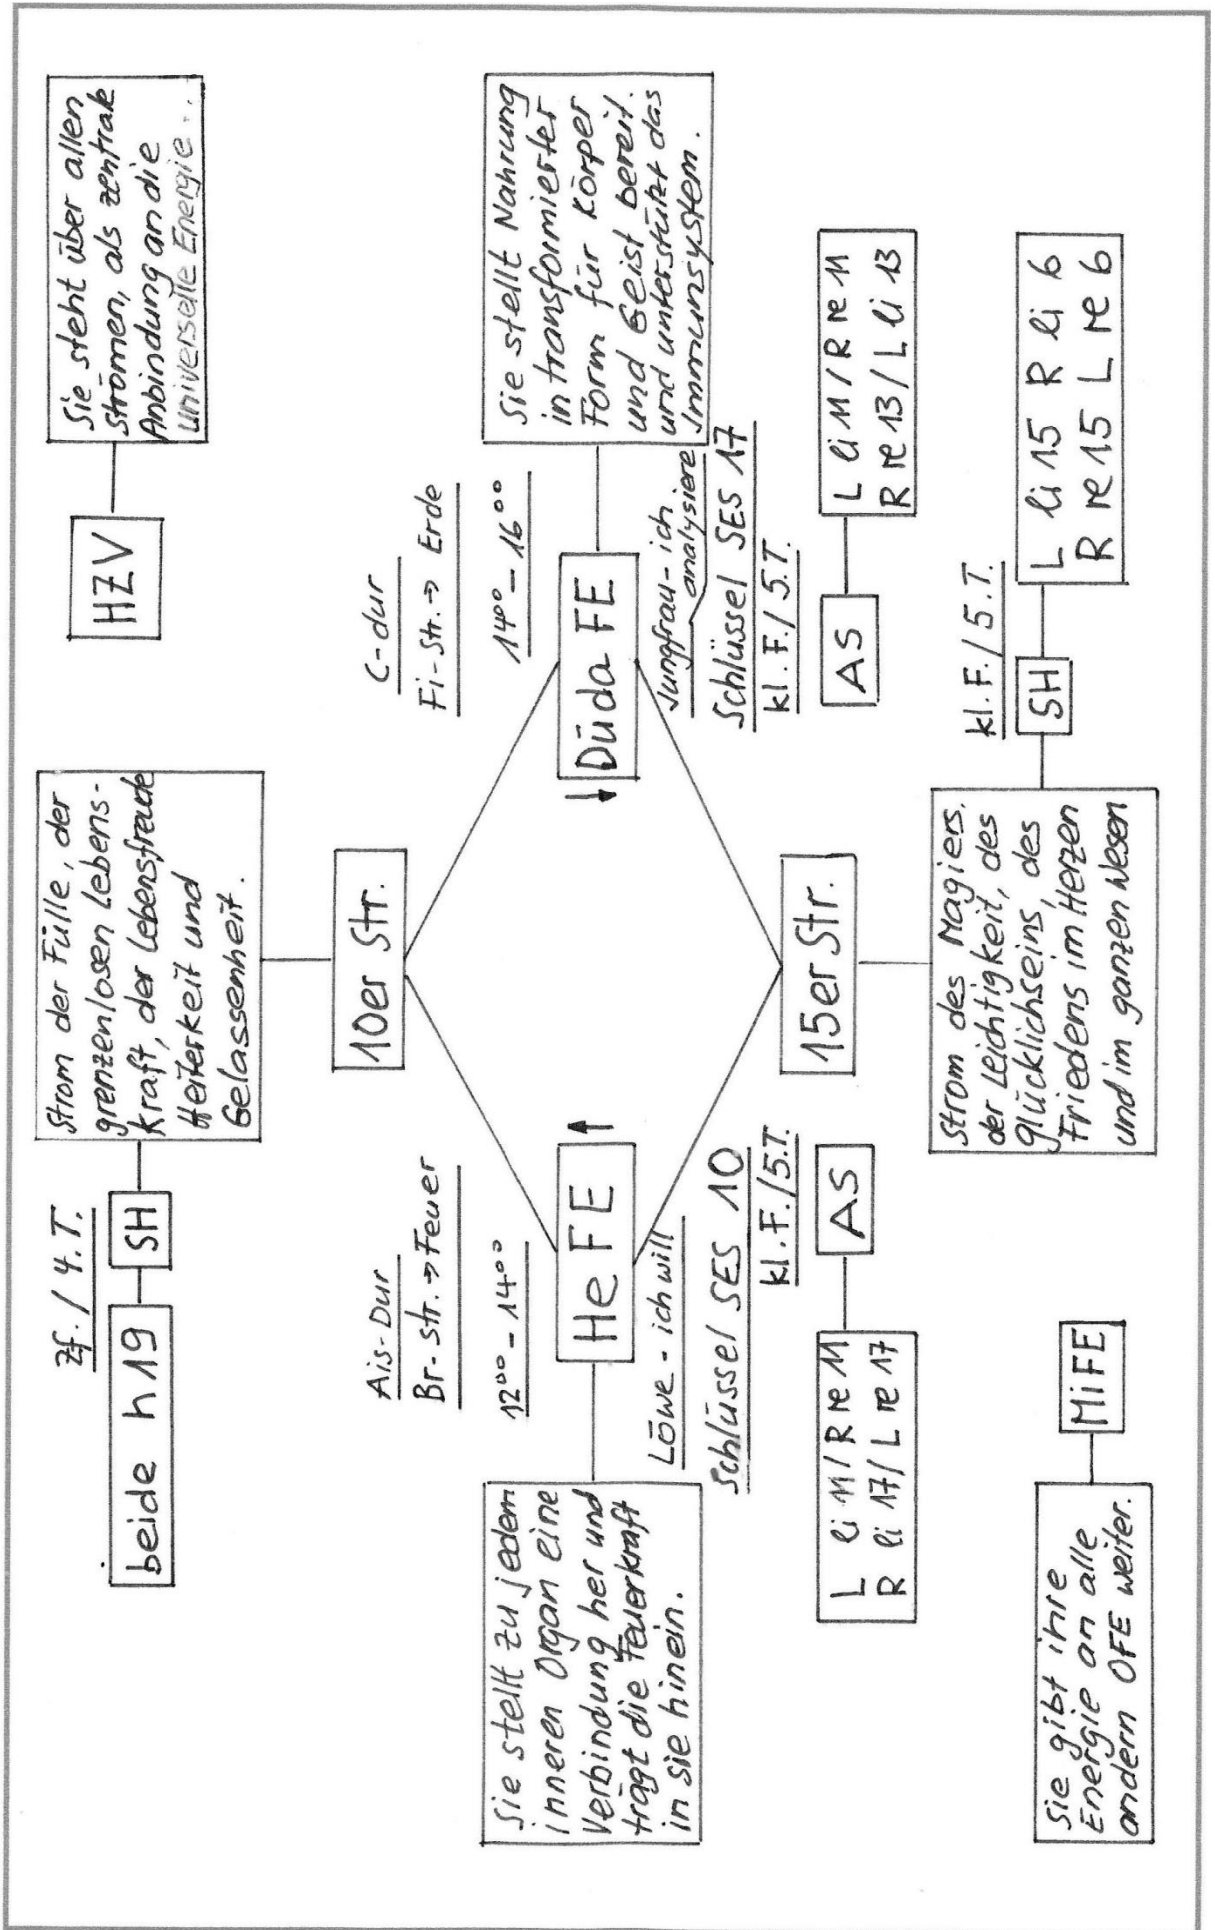 zf. / 4.T.
beide h19
SH
Strom der Fülle, der
grenzenlosen Lebens-
kraft, der Lebensfreude
Heiterkeit und
Gelassenheit.
HZV
Sie steht über allen
Strömen, als zentrale
Anbindung an die
Universelle Energie..
10er Str.
Ais-Dur
Br-Str. → Feuer
12°° - 14°°
Sie stellt zu jedem
inneren Organ eine
Verbindung her und
trägt die Feuerkraft
in sie hinein.
He FE
↑
Löwe - ich will
Schlüssel SES 10
kl.F./5.T.
AS
L li 11 / R re 11
R li 17 / L re 17
C-dur
Fi-Str. → Erde
14°° - 16°°
↓
Düda FE
Sie stellt Nahrung
in transformierter
Form für Körper
und Geist bereit.
und unterstützt das
Immunsystem.
Jungfrau - ich
analysiere
Schlüssel SES 17
kl.F./5.T.
AS
L li 11 / R re 11
R re 13 / L li 13
15er Str.
Strom des Magiers.
der Leichtigkeit, des
glücklichseins, des
Friedens im Herzen
und im ganzen Wesen
kl.F./5.T.
SH
L li 15 R li 6
R re 15 L re 6
Sie gibt ihre
Energie an alle
andern OFE weiter.
MiFE